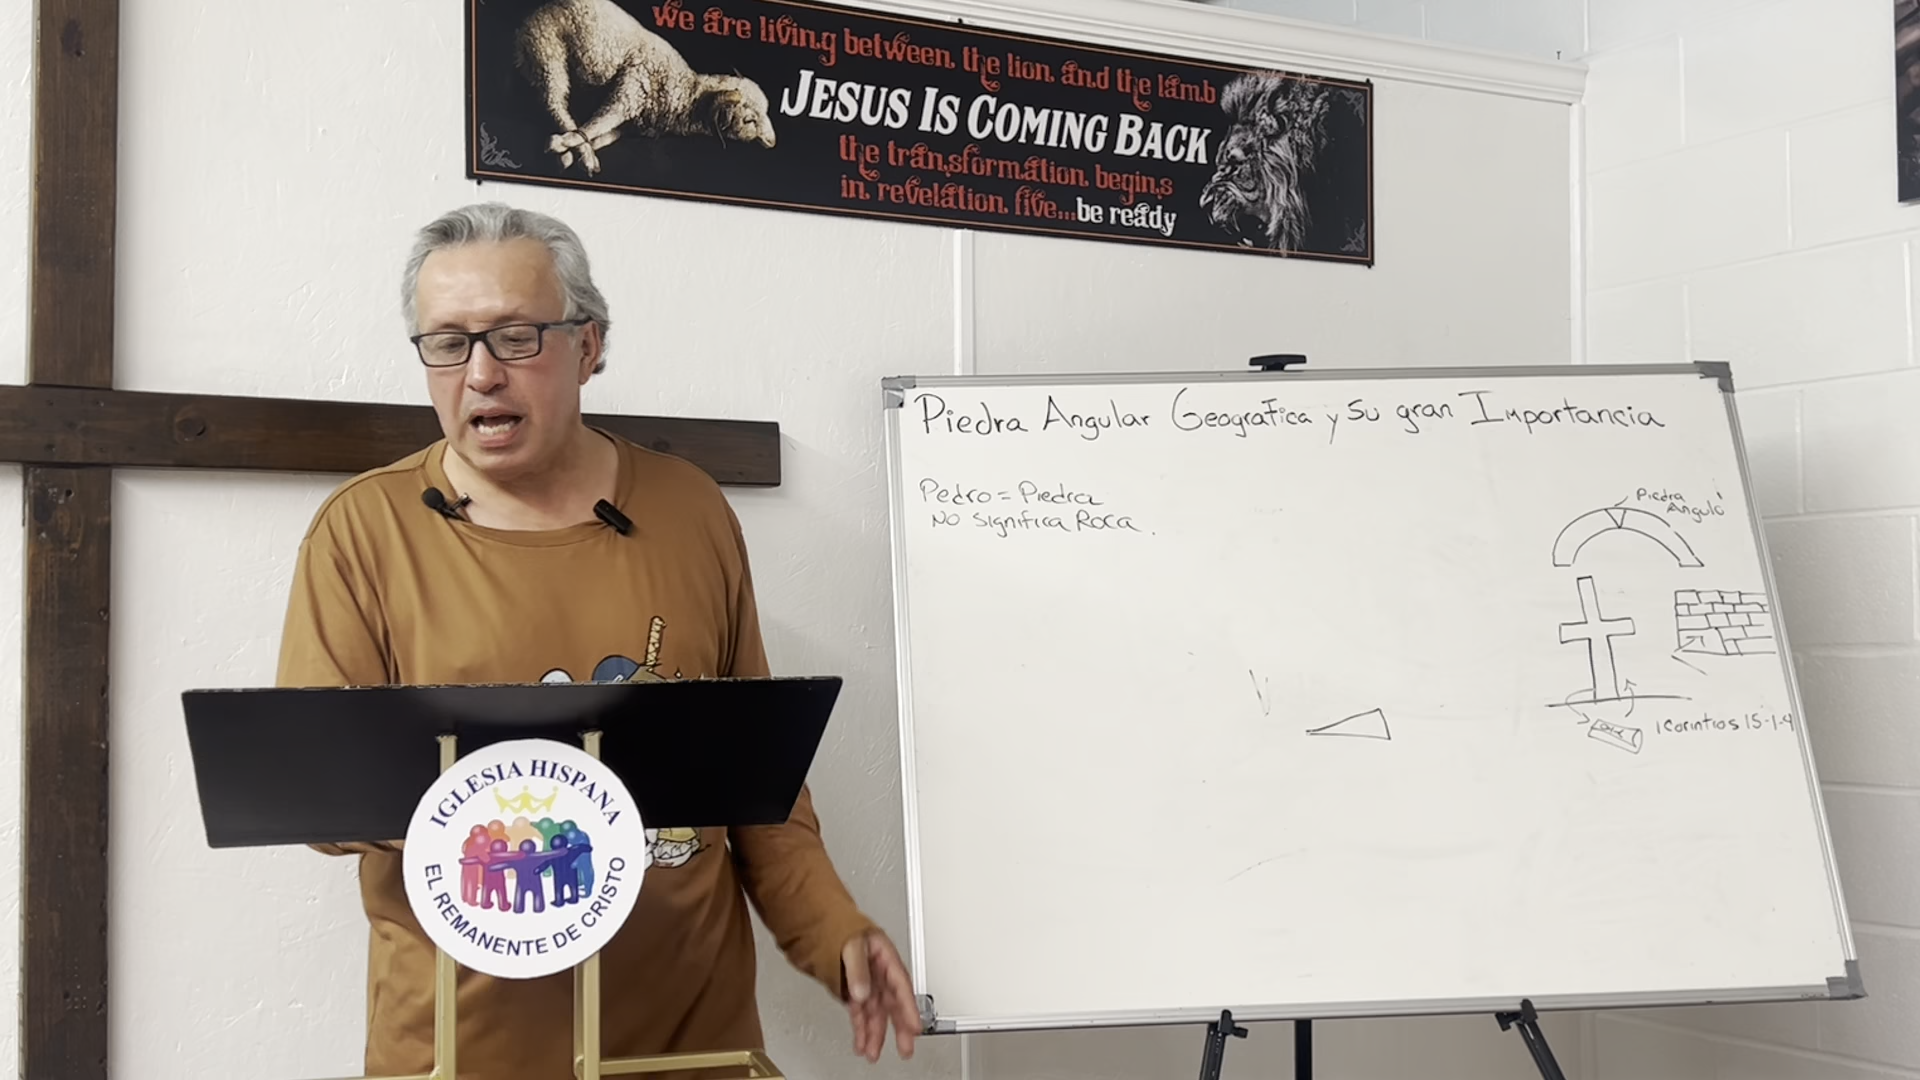 we are living between the lion and the lamb
JESUS IS COMING BACK
the transformation begins
in revelation five...be ready
Piedra Angular Geografica y su gran Importancia
Pedro = Piedra
No significa Roca.
Piedra
Angulo
1 Corintios 15-1-4
IGLESIA HISPANA
EL REMANENTE DE CRISTO